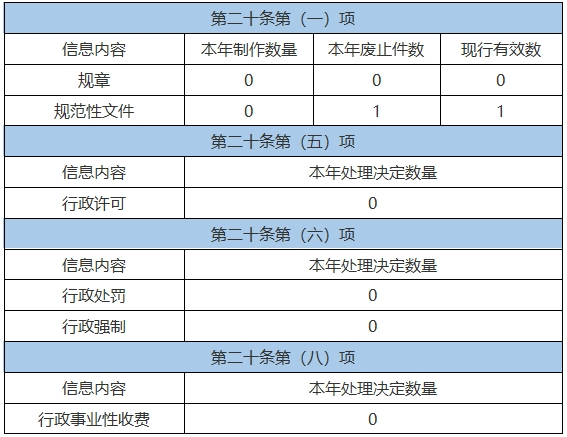 第二十条第（一）项
信息内容 本年制作数量 本年废止件数 现行有效数
规章 0 0 0
规范性文件 0 1 1
第二十条第（五）项
信息内容 本年处理决定数量
行政许可 0
第二十条第（六）项
信息内容 本年处理决定数量
行政处罚 0
行政强制 0
第二十条第（八）项
信息内容 本年处理决定数量
行政事业性收费 0